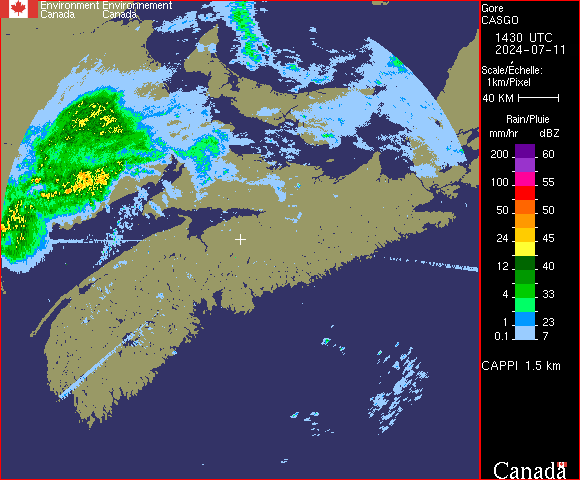 Environment Environnement
Canada Canada
Gore
CASGO
1430 UTC
2024-07-11
Scale/Échelle:
1km/Pixel
40 KM
Rain/Pluie
mm/hr dBZ
200 60
100 55
50 50
24 45
12 40
4 33
1 23
0.1 7
CAPPI 1.5 km
Canada